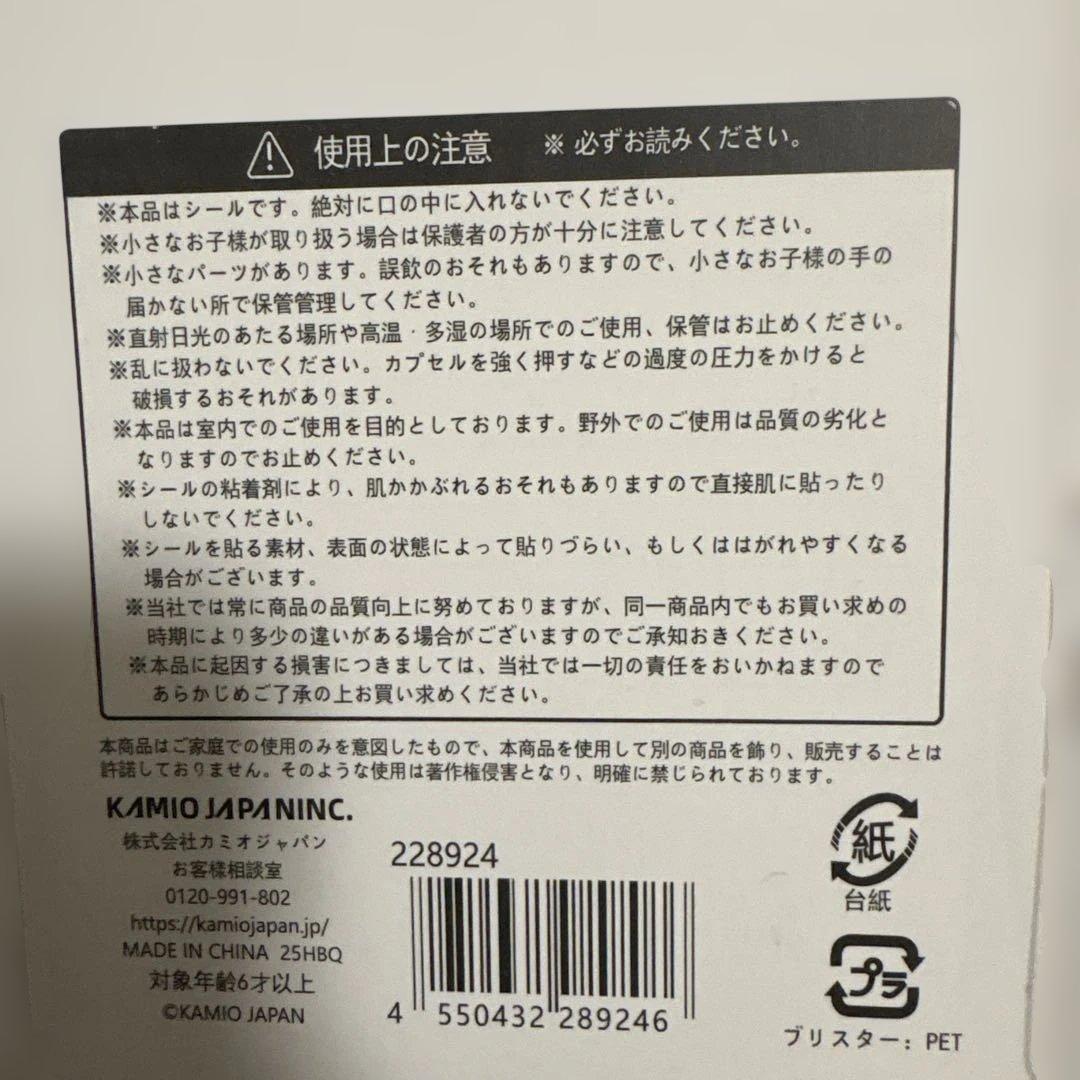 使用上の注意 ※必ずお読みください。
※本品はシールです。絶対に口の中に入れないでください。
※小さなお子様が取り扱う場合は保護者の方が十分に注意してください。
※小さなパーツがあります。誤飲のおそれもありますので、小さなお子様の手の
届かない所で保管管理してください。
※直射日光のあたる場所や高温・多湿の場所でのご使用、保管はお止めください。
※乱に扱わないでください。カプセルを強く押すなどの過度の圧力をかけると
破損するおそれがあります。
※本品は室内でのご使用を目的としております。野外でのご使用は品質の劣化と
なりますのでお止めください。
※シールの粘着剤により、肌かかぶれるおそれもありますので直接肌に貼ったり
しないでください。
※シールを貼る素材、表面の状態によって貼りづらい、もしくははがれやすくなる
場合がございます。
※当社では常に商品の品質向上に努めておりますが、同一商品内でもお買い求めの
時期により多少の違いがある場合がございますのでご承知おきください。
※本品に起因する損害につきましては、当社では一切の責任をおいかねますので
あらかじめご了承の上お買い求めください。
本商品はご家庭での使用のみを意図したもので、本商品を使用して別の商品を飾り、販売することは
許諾しておりません。そのような使用は著作権侵害となり、明確に禁じられております。
KAMIO JAPANINC.
株式会社カミオジャパン
お客様相談室
0120-991-802
https://kamiojapan.jp/
MADE IN CHINA 25HBQ
対象年齢6才以上
©KAMIO JAPAN
228924
4 550432 289246
紙
台紙
プラ
ブリスター：PET